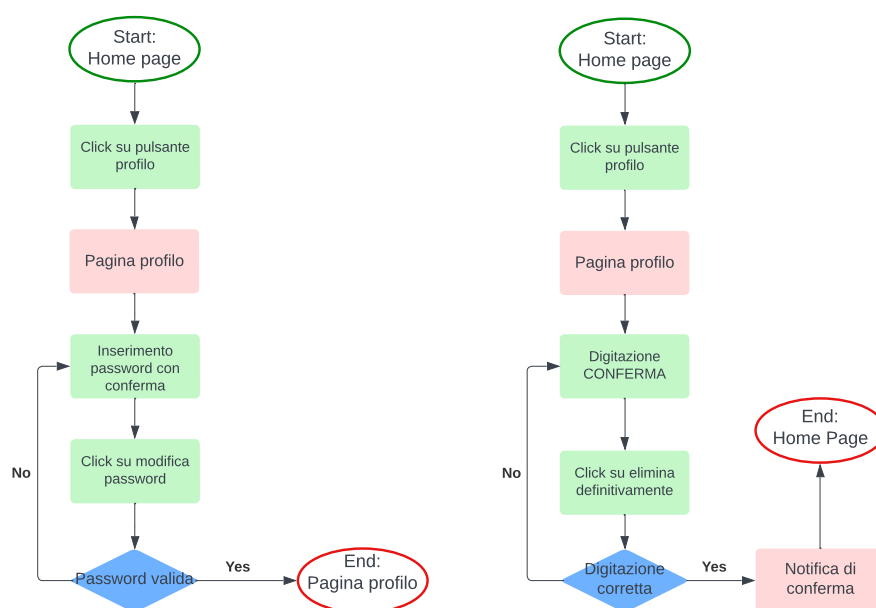 Start:
Home page
Click su pulsante
profilo
Pagina profilo
Inserimento
password con
conferma
Click su modifica
password
No
Password valida
Yes
End:
Pagina profilo
Start:
Home page
Click su pulsante
profilo
Pagina profilo
Digitazione
CONFERMA
Click su elimina
definitivamente
No
Digitazione
corretta
Yes
Notifica di
conferma
End:
Home Page